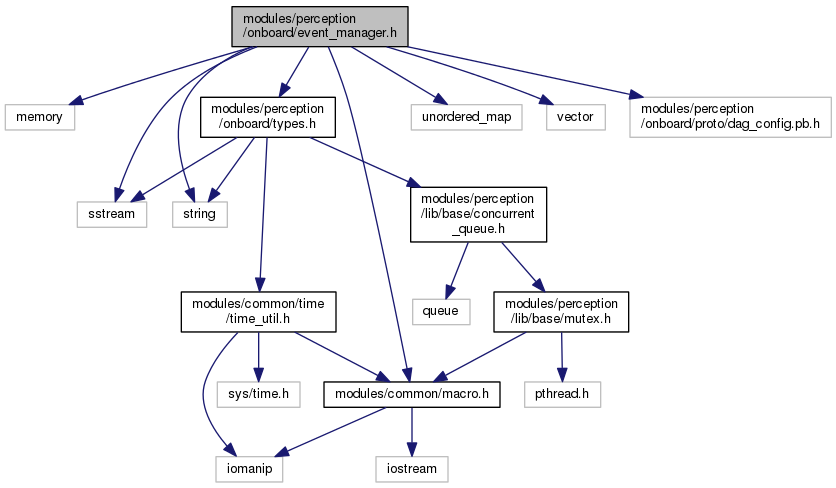 modules/perception
/onboard/event_manager.h
memory
modules/perception
/onboard/types.h
unordered_map
vector
modules/perception
/onboard/proto/dag_config.pb.h
sstream
string
modules/perception
/lib/base/concurrent
_queue.h
modules/common/time
/time_util.h
queue
modules/perception
/lib/base/mutex.h
sys/time.h
modules/common/macro.h
pthread.h
iomanip
iostream